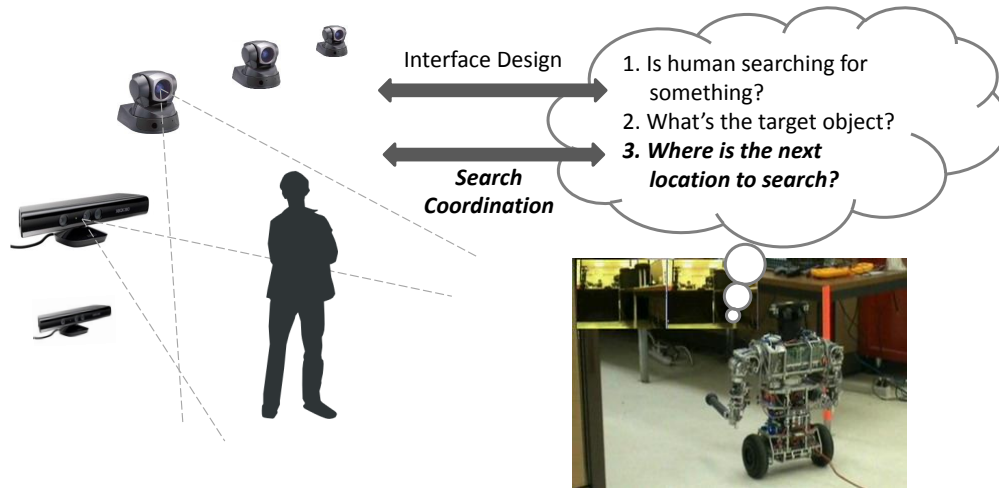 Interface Design
Search
Coordination
1. Is human searching for
something?
2. What's the target object?
3. Where is the next
location to search?